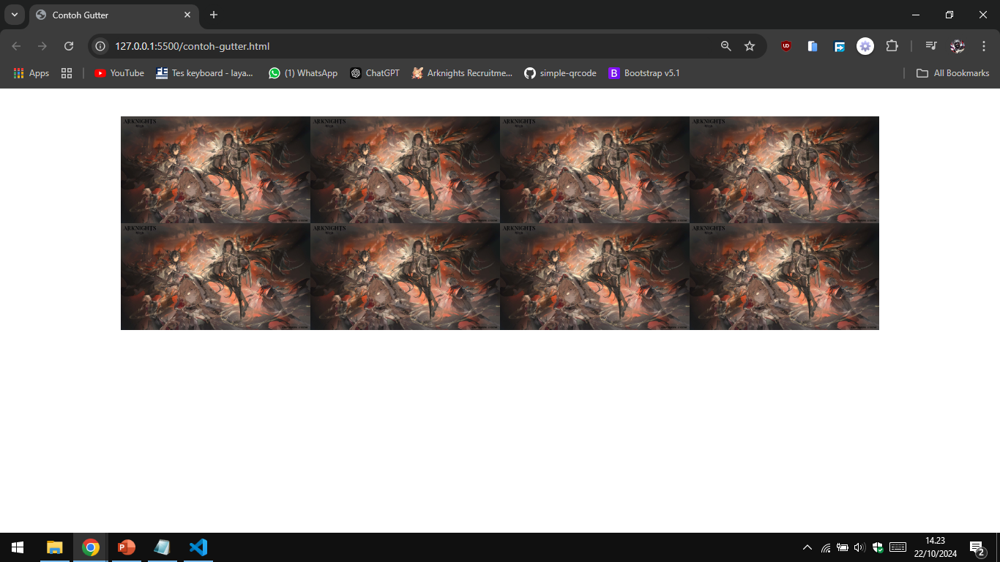 Contoh Gutter
127.0.0.1:5500/contoh-gutter.html
Apps
YouTube
Tes keyboard - laya...
(1) WhatsApp
ChatGPT
Arknights Recruitme...
simple-qrcode
B
Bootstrap v5.1
All Bookmarks
ARKNIGHTS
ARKNIGHTS
ARKNIGHTS
ARKNIGHTS
ARKNIGHTS
ARKNIGHTS
ARKNIGHTS
ARKNIGHTS
14.23
22/10/2024
2